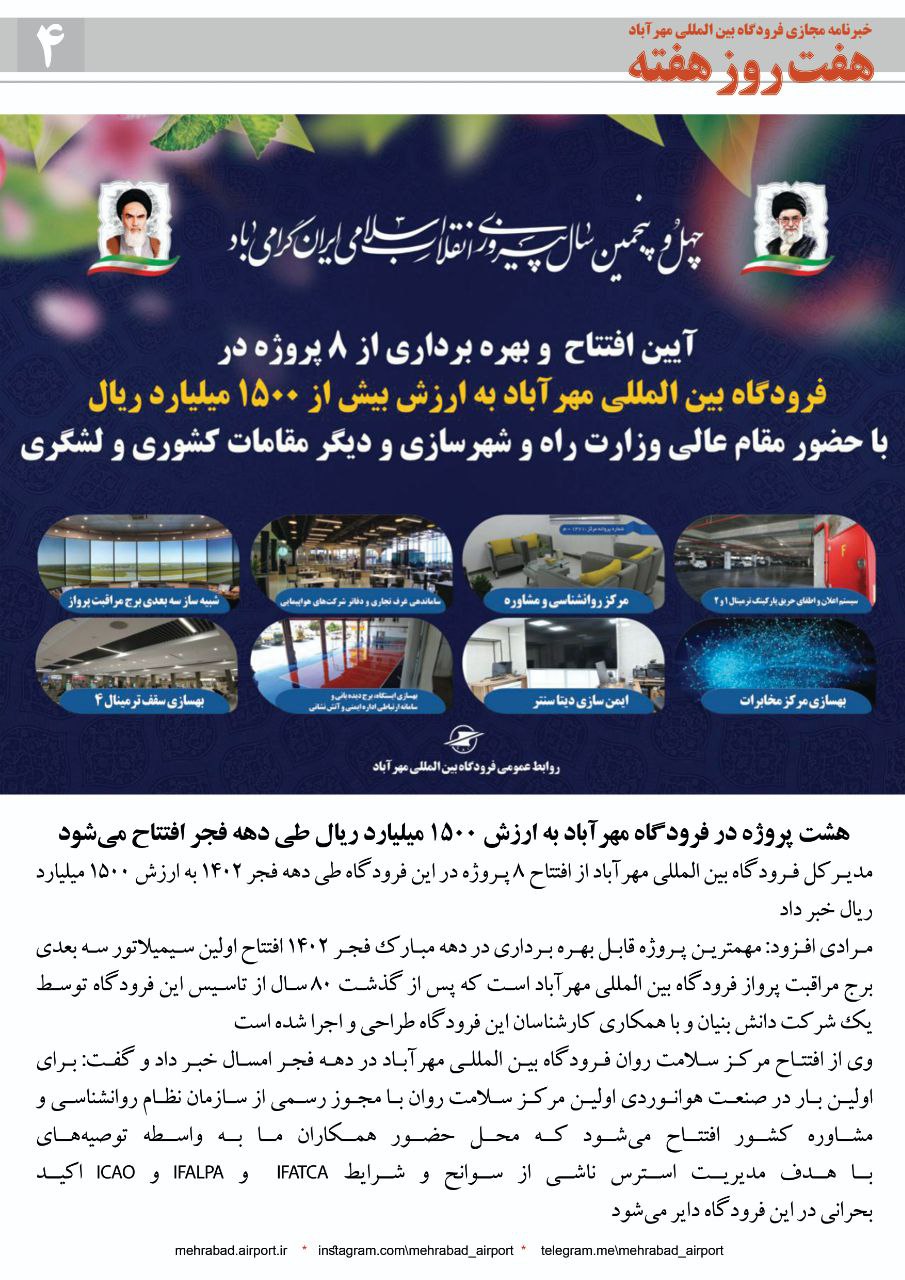 خبرنامه مجازی فرودگاه بین المللی مهرآباد
هفت روز هفته
۴
چهل و پنجمین سال پیروزی انقلاب اسلامی ایران گرامی باد
آیین افتتاح و بهره برداری از ۸ پروژه در
فرودگاه بین المللی مهرآباد به ارزش بیش از ۱۵۰۰ میلیارد ریال
با حضور مقام عالی وزارت راه و شهرسازی و دیگر مقامات کشوری و لشگری
شماره پروانه مرکز:
سیستم اعلان و اطفای حریق پارکینگ ترمینال ۱ و ۲
مرکز روانشناسی و مشاوره
ساماندهی غرف تجاری و دفاتر شرکت‌های هواپیمایی
شبیه ساز سه بعدی برج مراقبت پرواز
F
بهسازی مرکز مخابرات
ایمن سازی دیتا سنتر
بهسازی ایستگاه، برج دیده بانی و
سامانه ارتباطی اداره ایمنی و آتش نشانی
بهسازی سقف ترمینال ۴
روابط عمومی فرودگاه بین المللی مهرآباد
هشت پروژه در فرودگاه مهرآباد به ارزش ۱۵۰۰ میلیارد ریال طی دهه فجر افتتاح می‌شود
مدیرکل فرودگاه بین المللی مهرآباد از افتتاح ۸ پروژه در این فرودگاه طی دهه فجر ۱۴۰۲ به ارزش ۱۵۰۰ میلیارد
ریال خبر داد
مرادی افزود: مهمترین پروژه قابل بهره برداری در دهه مبارک فجر ۱۴۰۲ افتتاح اولین سیمیلاتور سه بعدی
برج مراقبت پرواز فرودگاه بین المللی مهرآباد است که پس از گذشت ۸۰ سال از تاسیس این فرودگاه توسط
یک شرکت دانش بنیان و با همکاری کارشناسان این فرودگاه طراحی و اجرا شده است
وی از افتتاح مرکز سلامت روان فرودگاه بین المللی مهرآباد در دهه فجر امسال خبر داد و گفت: برای
اولین بار در صنعت هوانوردی اولین مرکز سلامت روان با مجوز رسمی از سازمان نظام روانشناسی و
مشاوره کشور افتتاح می‌شود که محل حضور همکاران ما به واسطه توصیه‌های
اکید ICAO و IFALPA و IFATCA با هدف مدیریت استرس ناشی از سوانح و شرایط
بحرانی در این فرودگاه دایر می‌شود
mehrabad.airport.ir * instagram.com\mehrabad_airport * telegram.me\mehrabad_airport